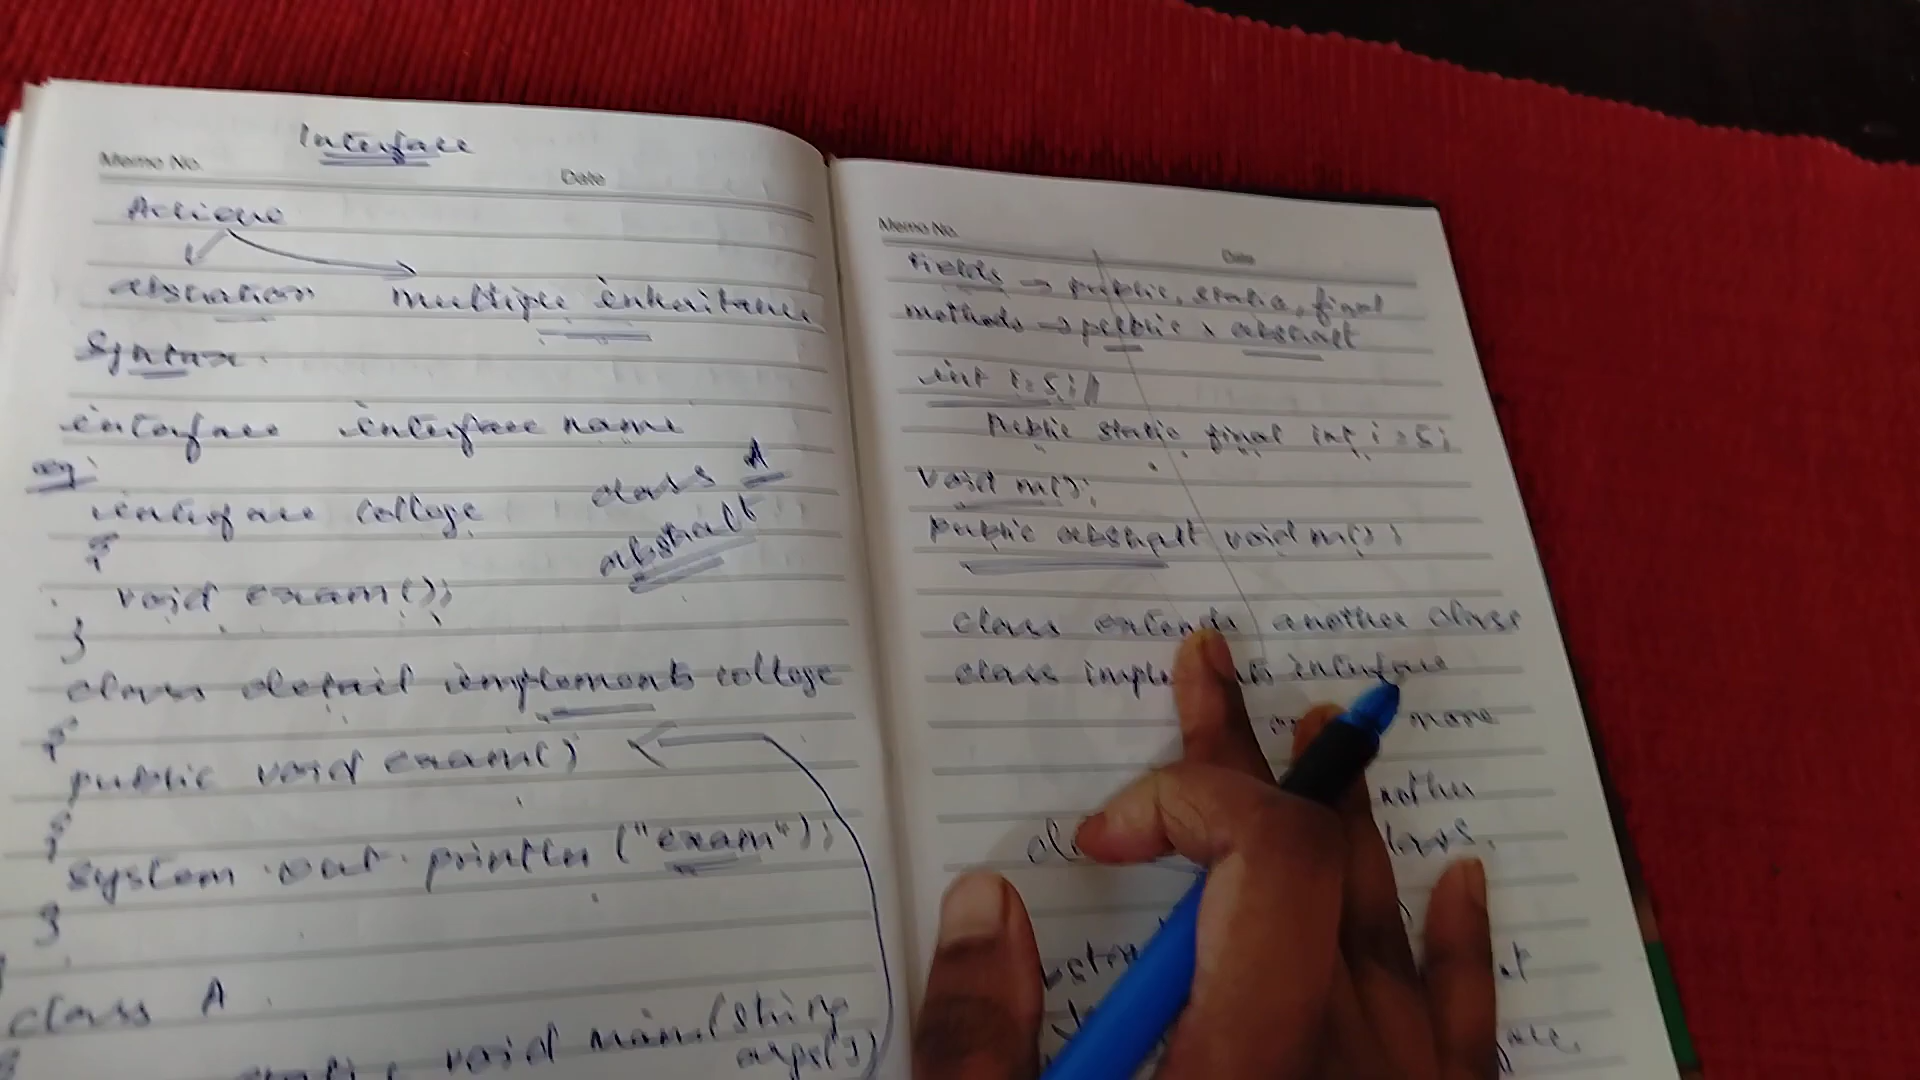 Interface
Memo No.
Date
Achieve
abstration multiple inheritance
Syntax.
interface interface name
eg:
interface college
{
void exam();
}
class A
abstract
class detail implements college
{
public void exam()
{
system.out.println ("exam");
}
class A
{
void main(string
args[])
Memo No.
Date
fields → public, static, final
methods → public & abstract
int i=5;//
Public static final int i=5;
void m();
public abstract void m();
class extends another class
class interface
more